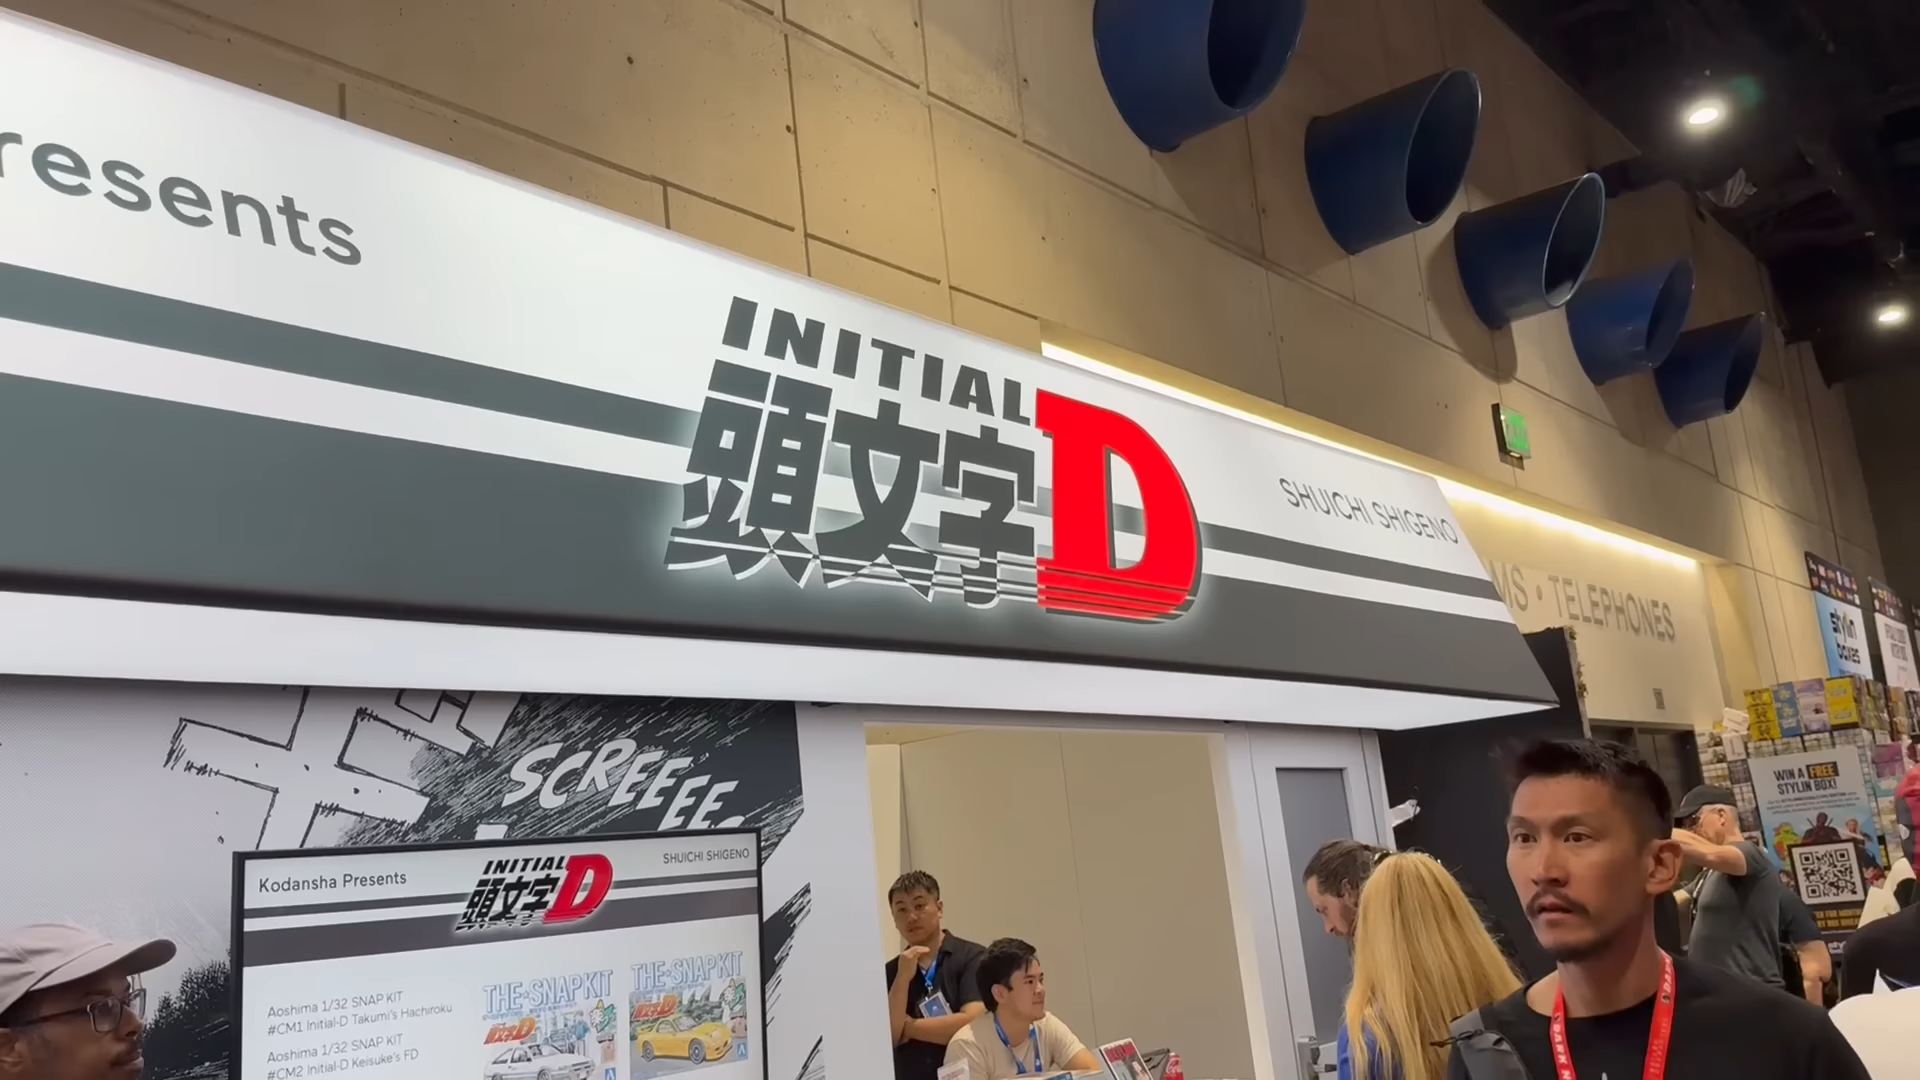 resents
INITIAL
頭文字D
SHUICHI SHIGENO
MS • TELEPHONES
SCREEEE
Kodansha Presents
INITIAL
頭文字D
SHUICHI SHIGENO
Aoshima 1/32 SNAP KIT
#CM1 Initial-D Takumi's Hachiroku
Aoshima 1/32 SNAP KIT
#CM2 Initial-D Keisuke's FD
THE★SNAP KIT
THE★SNAP KIT
stylin
boxes
WIN A FREE
STYLIN BOX!
DARK